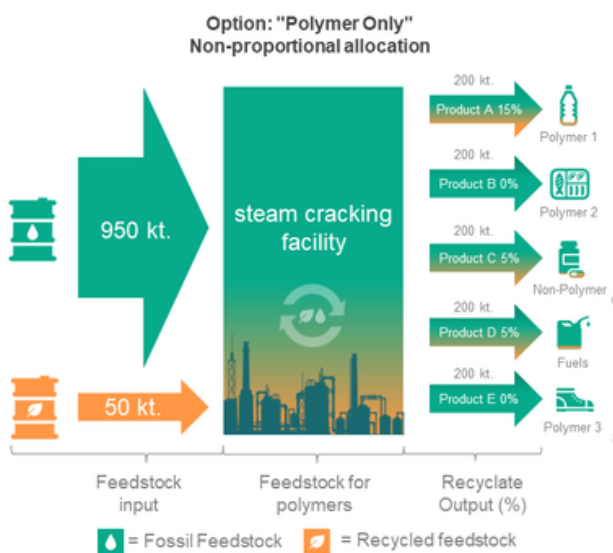 Option: "Polymer Only"
Non-proportional allocation
950 kt.
50 kt.
steam cracking
facility
200 kt.
Product A 15%
Polymer 1
200 kt.
Product B 0%
Polymer 2
200 kt.
Product C 5%
Non-Polymer
200 kt.
Product D 5%
Fuels
200 kt.
Product E 0%
Polymer 3
Feedstock
input
Feedstock for
polymers
Recyclate
Output (%)
= Fossil Feedstock
= Recycled feedstock